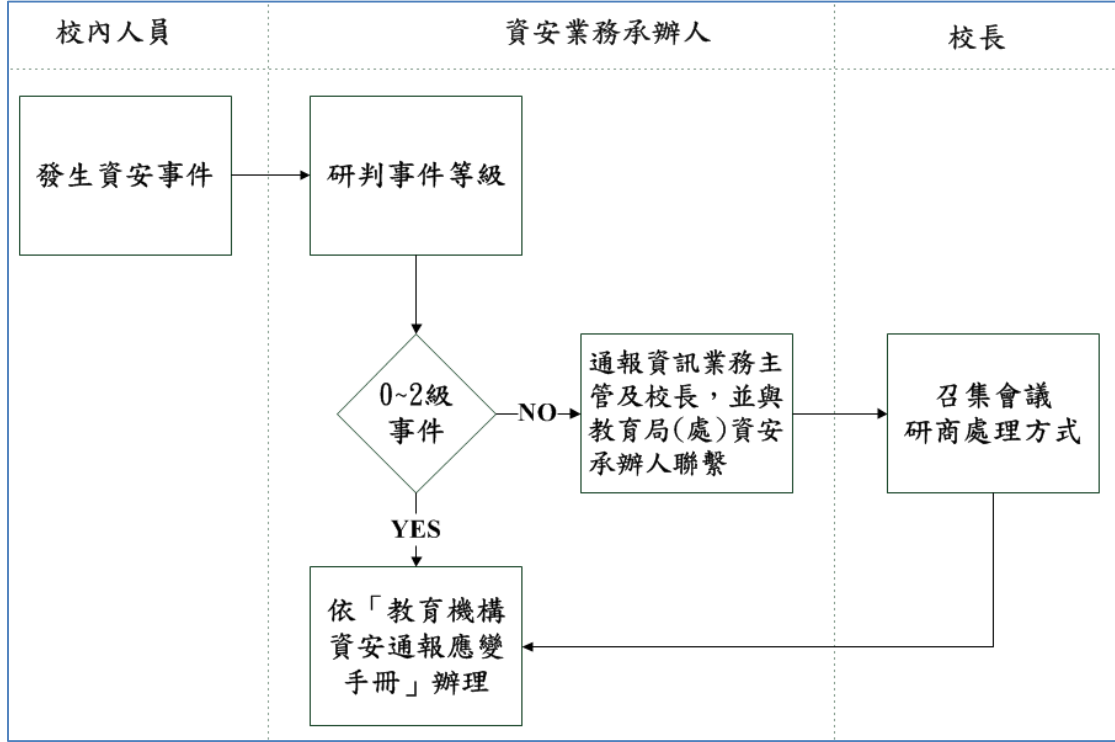 校內人員
資安業務承辦人
校長
發生資安事件
研判事件等級
0~2級
事件
NO
通報資訊業務主
管及校長，並與
教育局(處)資安
承辦人聯繫
召集會議
研商處理方式
YES
依「教育機構
資安通報應變
手冊」辦理